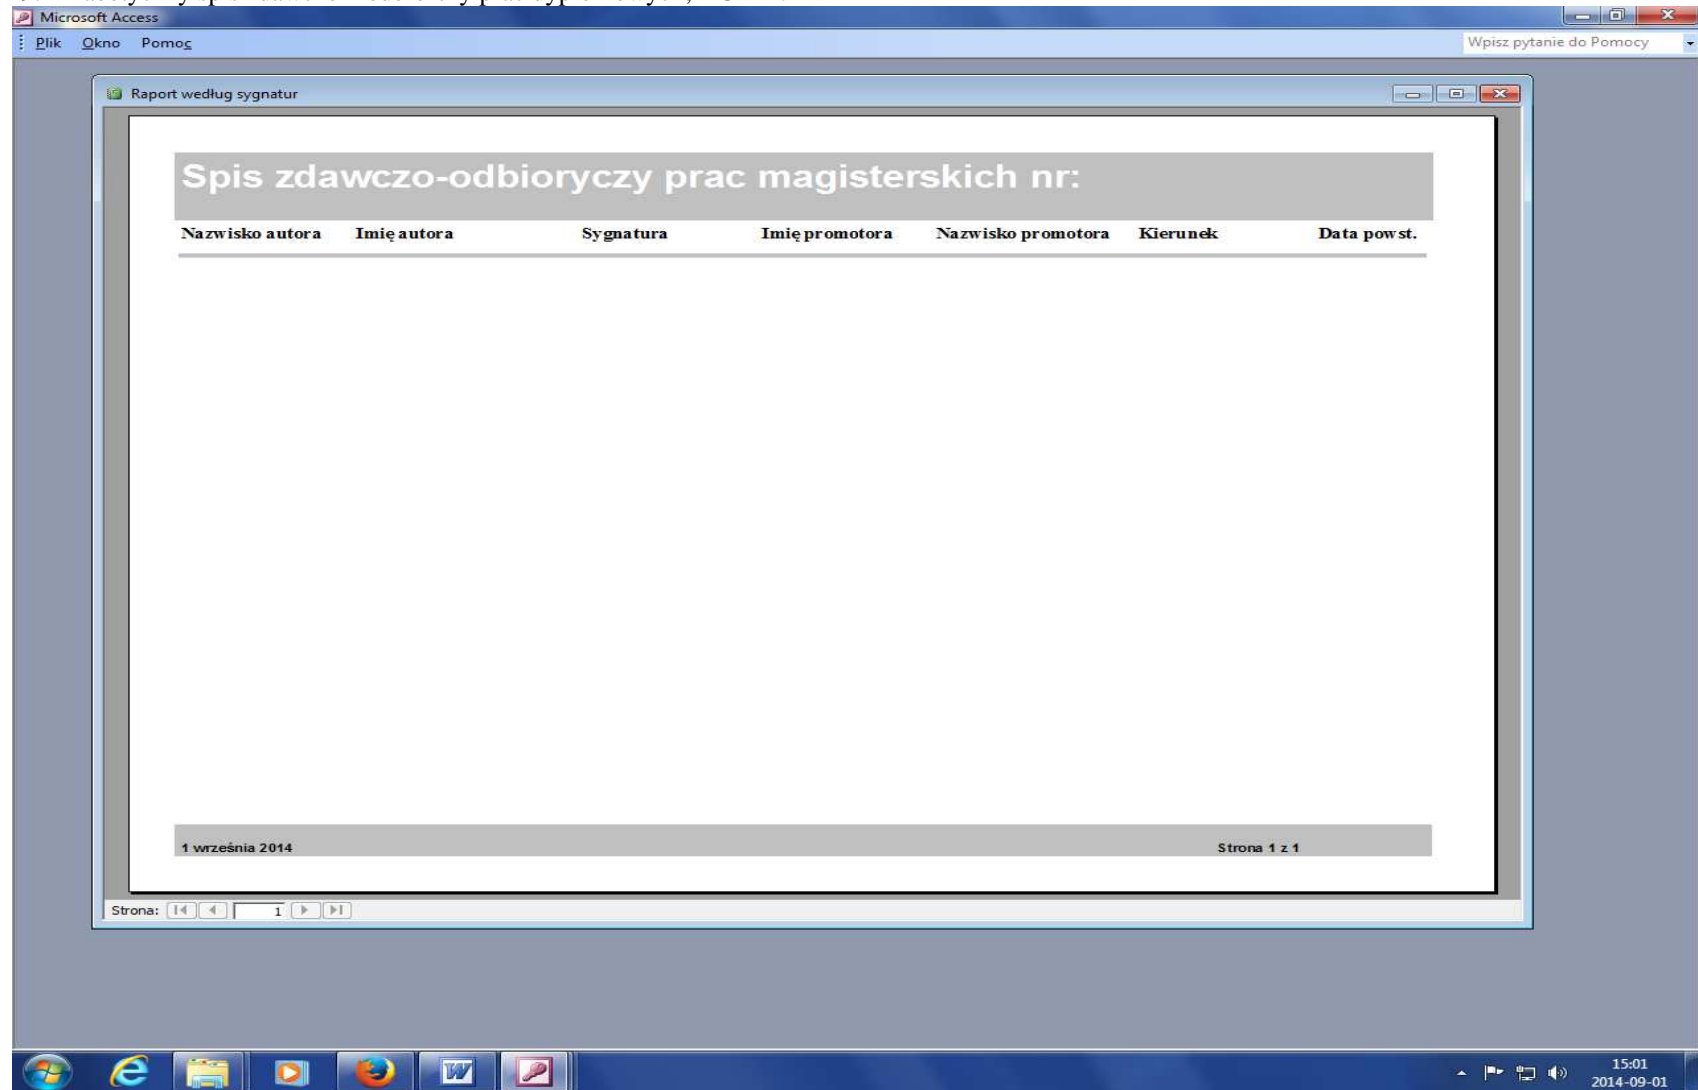 Microsoft Access
Plik Okno Pomoc
Wpisz pytanie do Pomocy
Raport według sygnatur
Spis zdawczo-odbioryczy prac magisterskich nr:
Nazwisko autora Imię autora Sygnatura Imię promotora Nazwisko promotora Kierunek Data powst.
1 września 2014 Strona 1 z 1
Strona: 1
W
15:01
2014-09-01